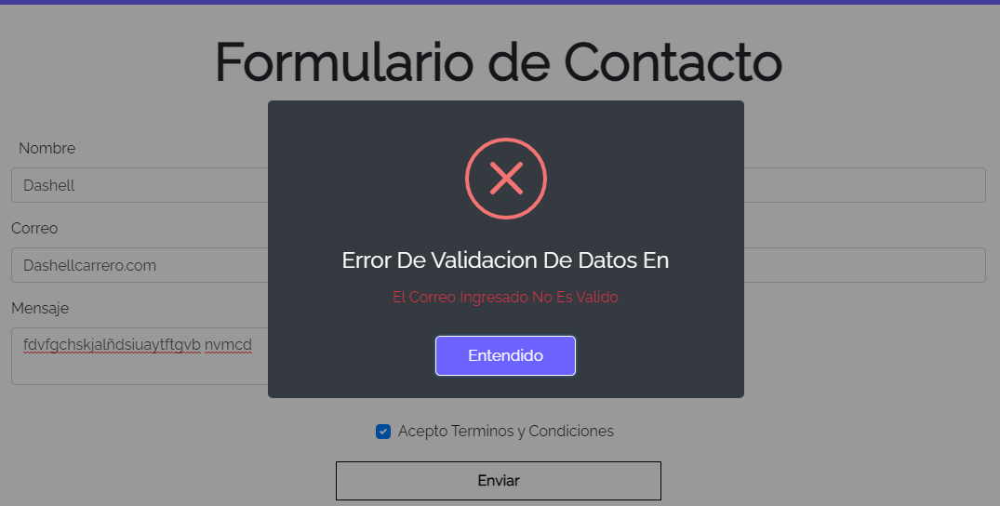 Formulario de Contacto
Nombre
Dashell
Correo
Dashellcarrero.com
Mensaje
fdvfgchskjalñdsiuaytftgvb nvmcd
Error De Validacion De Datos En
El Correo Ingresado No Es Valido
Entendido
Acepto Terminos y Condiciones
Enviar